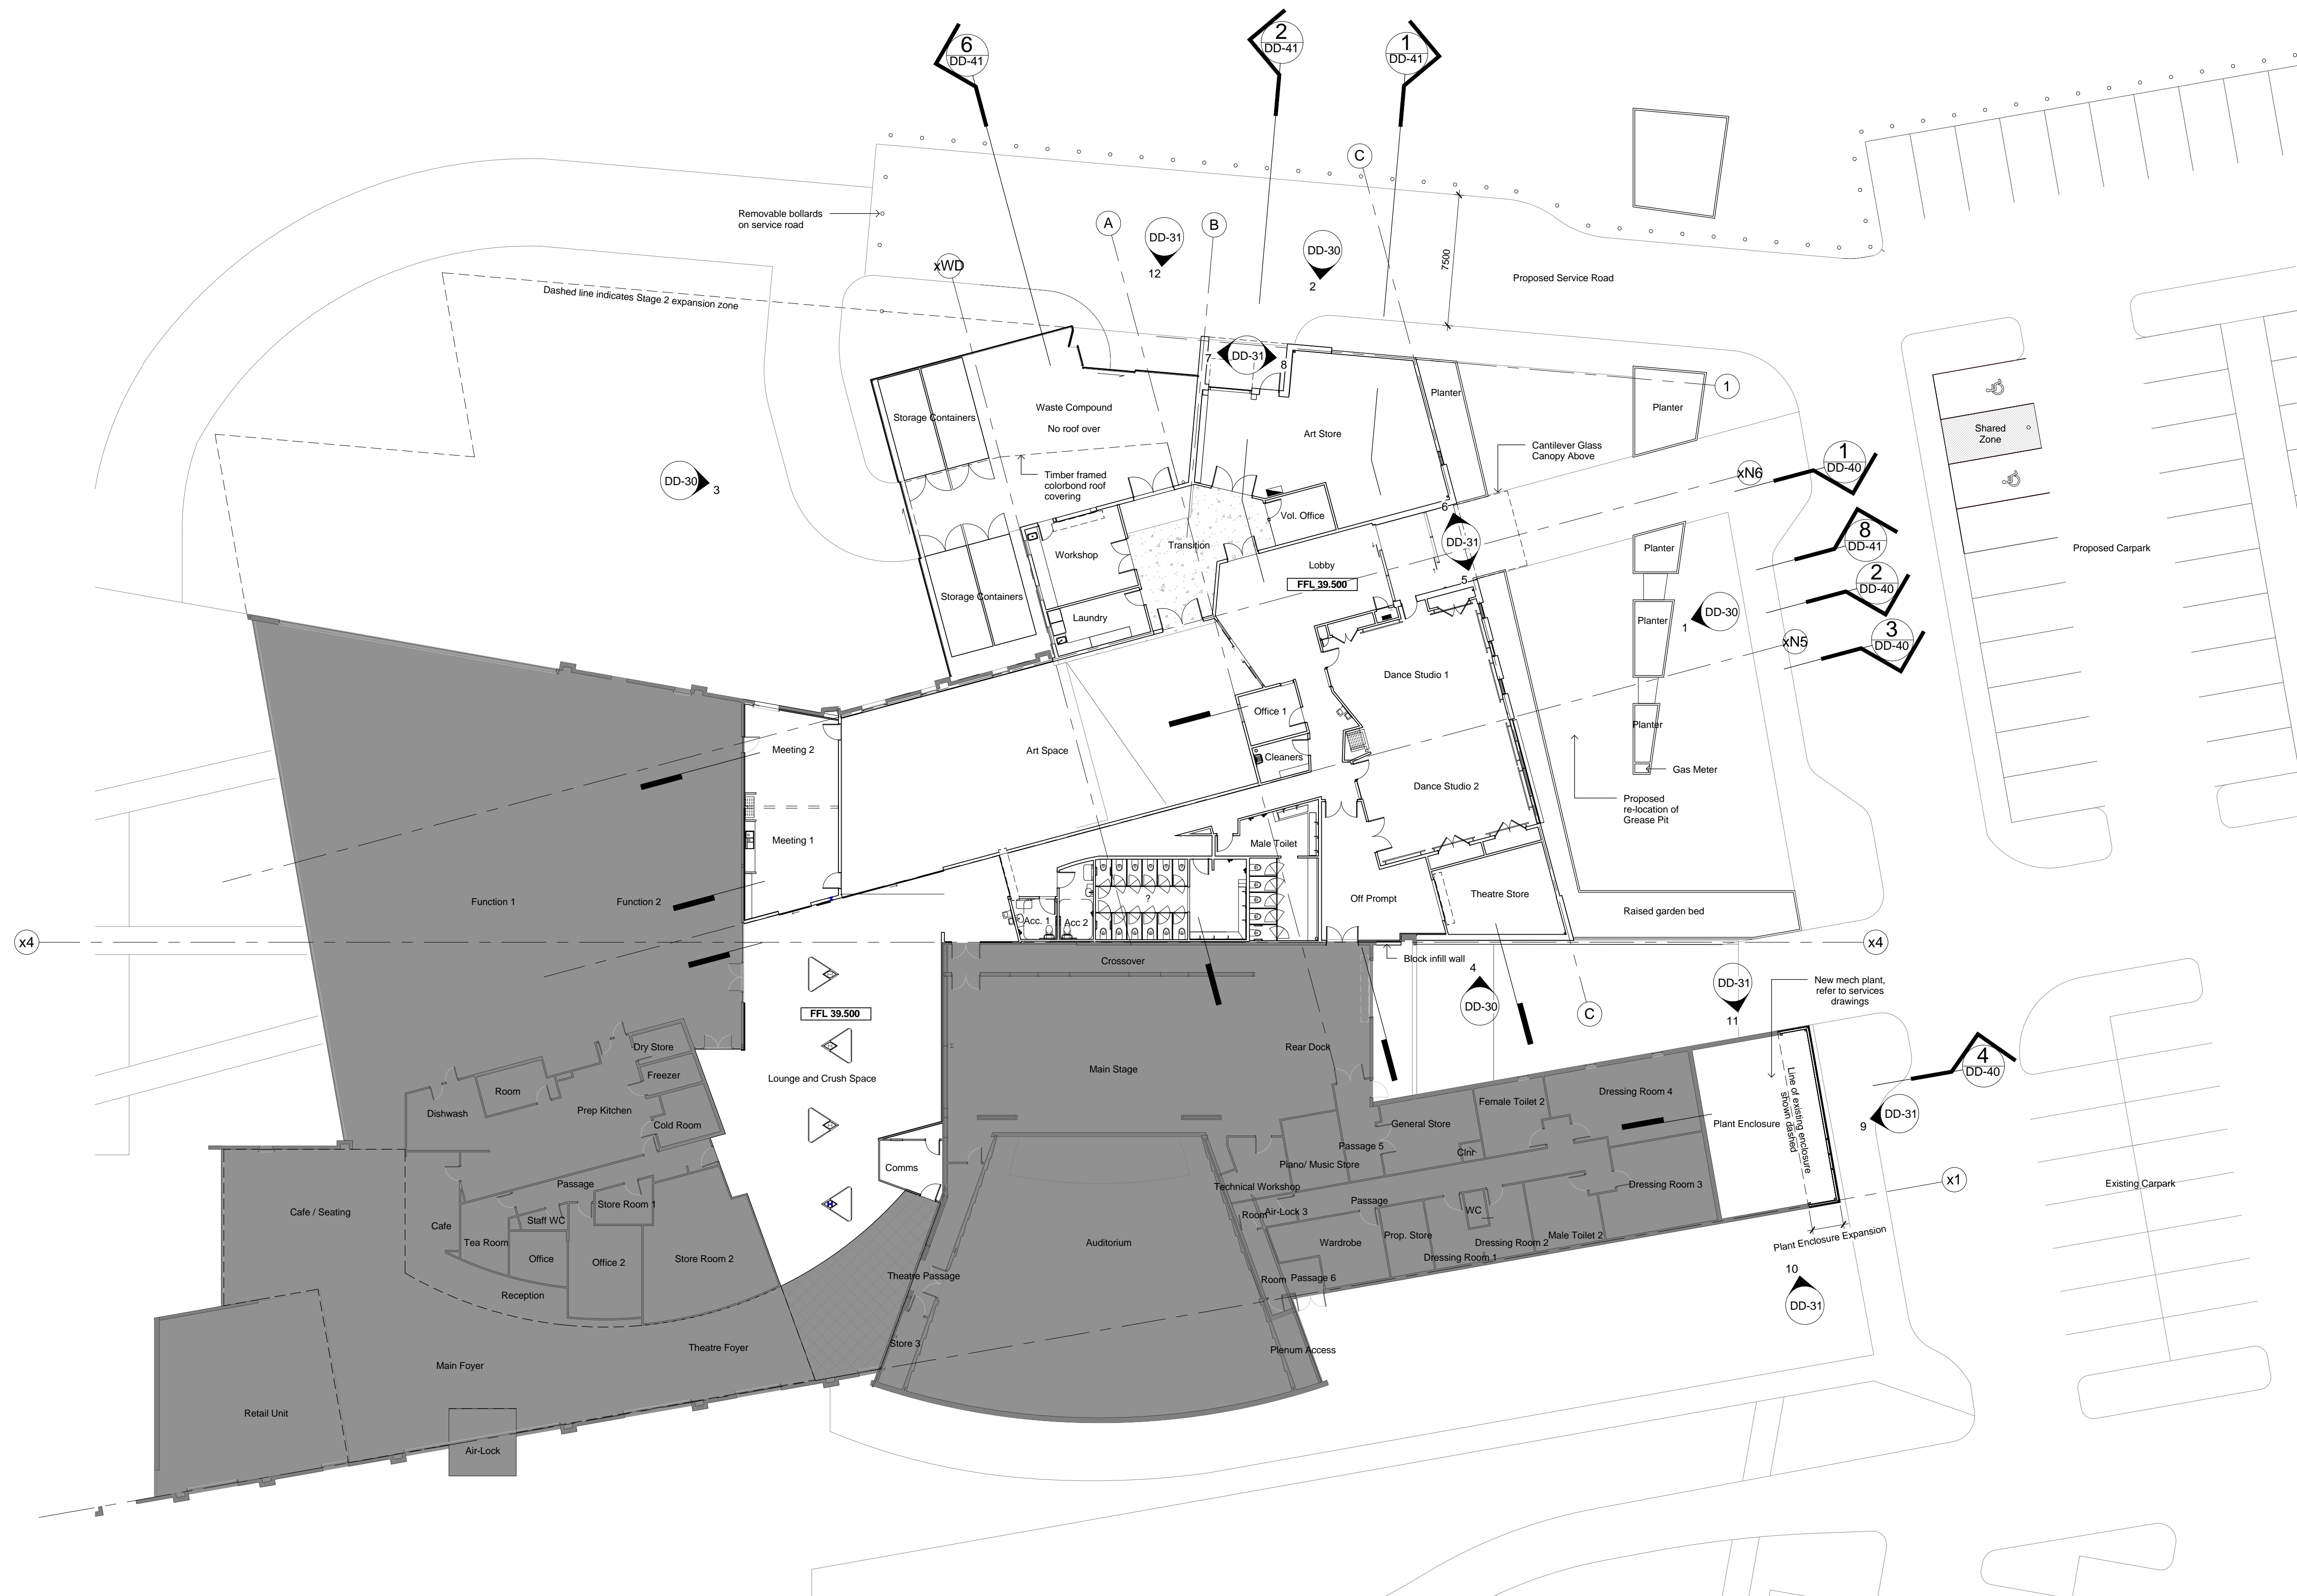 6
DD-41
2
DD-41
1
DD-41
C
Removable bollards
on service road
A
DD-31
12
B
DD-30
2
7500
Proposed Service Road
xWD
Dashed line indicates Stage 2 expansion zone
7
DD-31
8
1
Storage Containers
Waste Compound
No roof over
Planter
Planter
Art Store
Shared
Zone
Cantilever Glass
Canopy Above
1
DD-40
xN6
DD-30
3
Timber framed
colorbond roof
covering
Vol. Office
6
DD-31
5
8
DD-41
Workshop
Transition
Lobby
FFL 39.500
Planter
Proposed Carpark
2
DD-40
Storage Containers
Laundry
Planter
DD-30
1
3
DD-40
xN5
Dance Studio 1
Office 1
Planter
Meeting 2
Art Space
Cleaners
Gas Meter
Dance Studio 2
Proposed
re-location of
Grease Pit
Meeting 1
Male Toilet
Function 1
Function 2
?
Acc. 1
Acc 2
Off Prompt
Theatre Store
Raised garden bed
x4
x4
Crossover
Block infill wall
4
DD-30
DD-31
11
New mech plant,
refer to services
drawings
C
FFL 39.500
Dry Store
Rear Dock
Freezer
Room
Lounge and Crush Space
Main Stage
4
DD-40
Dishwash
Prep Kitchen
Cold Room
General Store
Female Toilet 2
Dressing Room 4
Plant Enclosure
Line of existing enclosure
shown dashed
DD-31
9
Passage 5
Clnr
Comms
Piano/ Music Store
Passage
Technical Workshop
Dressing Room 3
x1
Existing Carpark
Store Room 1
Passage
Cafe / Seating
Cafe
Staff WC
Room
Air-Lock 3
WC
Tea Room
Office
Office 2
Store Room 2
Auditorium
Wardrobe
Prop. Store
Dressing Room 1
Dressing Room 2
Male Toilet 2
Plant Enclosure Expansion
10
DD-31
Theatre Passage
Room
Passage 6
Reception
Store 3
Theatre Foyer
Plenum Access
Main Foyer
Retail Unit
Air-Lock